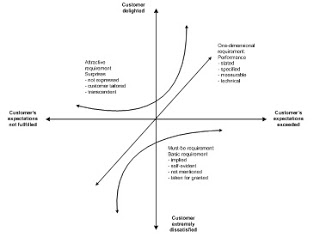 Customer
delighted
One-dimensional
requirement
Performance
- stated
- specified
- measurable
- technical
Attractive
requirement
Surprise
- not expressed
- customer tailored
- transcendent
Customer's
expectations
not fulfilled
Customer's
expectations
exceeded
Must-be requirement
Basic requirement
- implied
- self-evident
- not mentioned
- taken for granted
Customer
extremely
dissatisfied